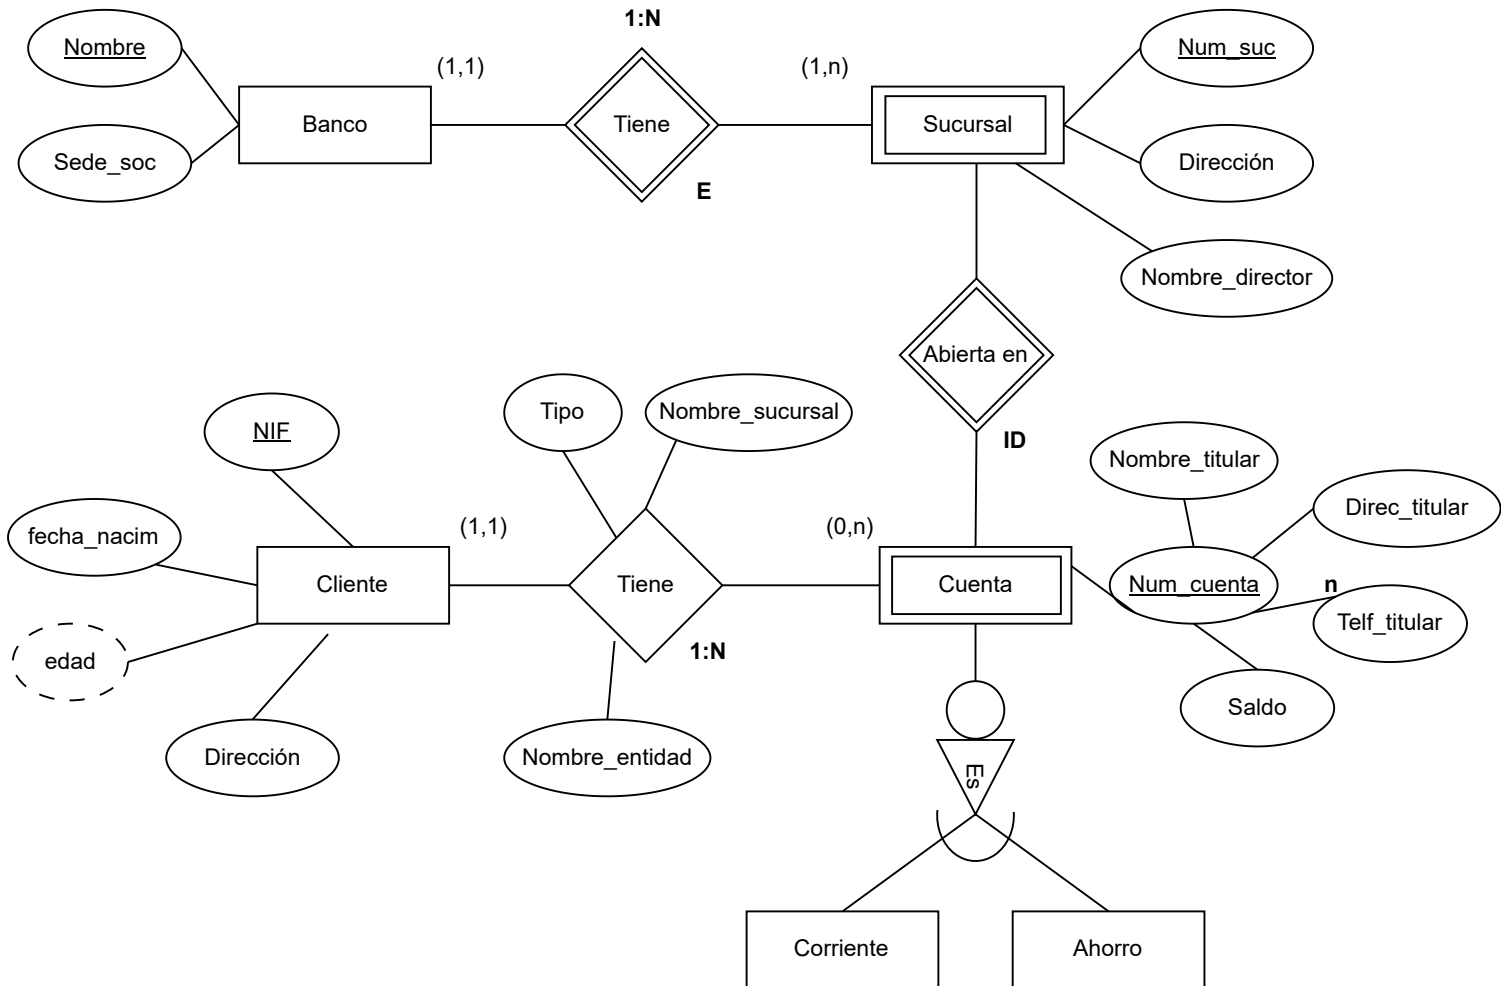 1:N
Nombre
Num_suc
(1,1)
(1,n)
Banco
Tiene
Sucursal
Sede_soc
Dirección
E
Nombre_director
Abierta en
Tipo
Nombre_sucursal
NIF
ID
Nombre_titular
Direc_titular
fecha_nacim
(1,1)
(0,n)
Cliente
Tiene
Cuenta
Num_cuenta
n
Telf_titular
edad
1:N
Saldo
Dirección
Nombre_entidad
Es
Corriente
Ahorro